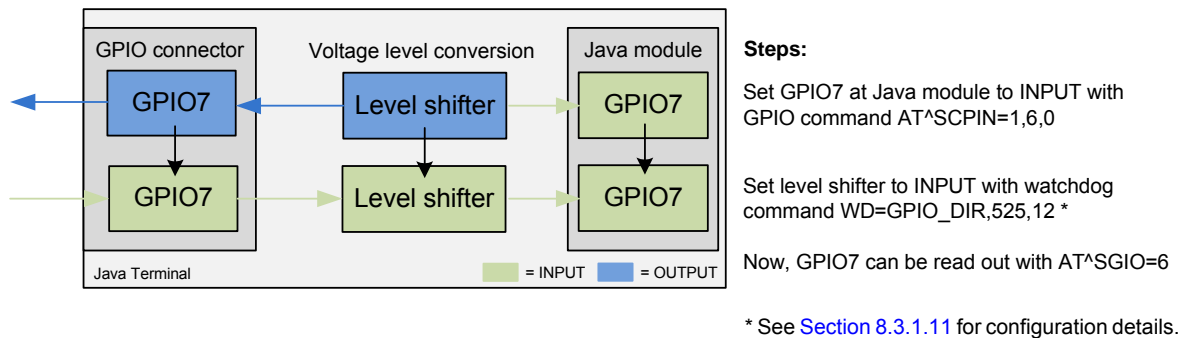 GPIO connector
Voltage level conversion
Java module
GPIO7
Level shifter
GPIO7
GPIO7
Level shifter
GPIO7
Java Terminal
= INPUT
= OUTPUT
Steps:
Set GPIO7 at Java module to INPUT with
GPIO command AT^SCPIN=1,6,0
Set level shifter to INPUT with watchdog
command WD=GPIO_DIR,525,12 *
Now, GPIO7 can be read out with AT^SGIO=6
* See Section 8.3.1.11 for configuration details.